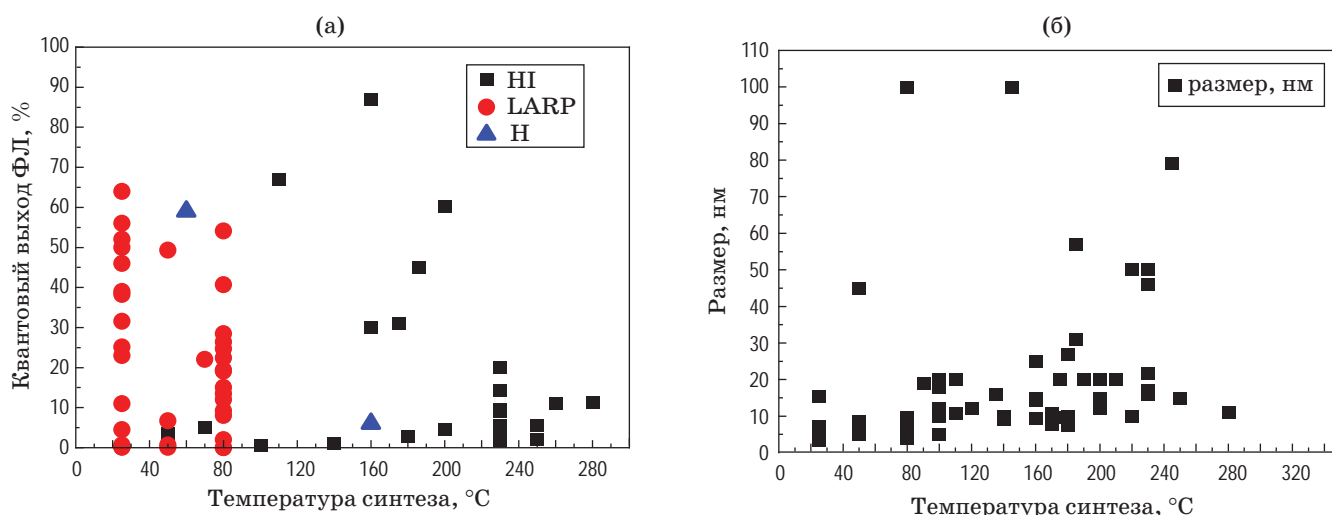 (а)
Квантовый выход ФЛ, %
100
90
80
70
60
50
40
30
20
10
0
HI
LARP
H
0 40 80 120 160 200 240 280
Температура синтеза, °C
(б)
Размер, нм
110
100
90
80
70
60
50
40
30
20
10
0
размер, нм
0 40 80 120 160 200 240 280 320
Температура синтеза, °C